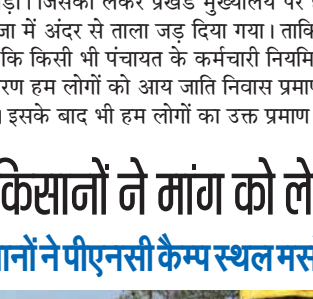 लेकर प्रखंड मुख्यालय पर
में अंदर से ताला जड़ दिया गया। ताकि
कि किसी भी पंचायत के कर्मचारी नियमि
रण हम लोगों को आय जाति निवास प्रमा
। इसके बाद भी हम लोगों का उक्त प्रमाण
किसानों ने मांग को ले
ानों ने पीएनसी कैम्प स्थल मस